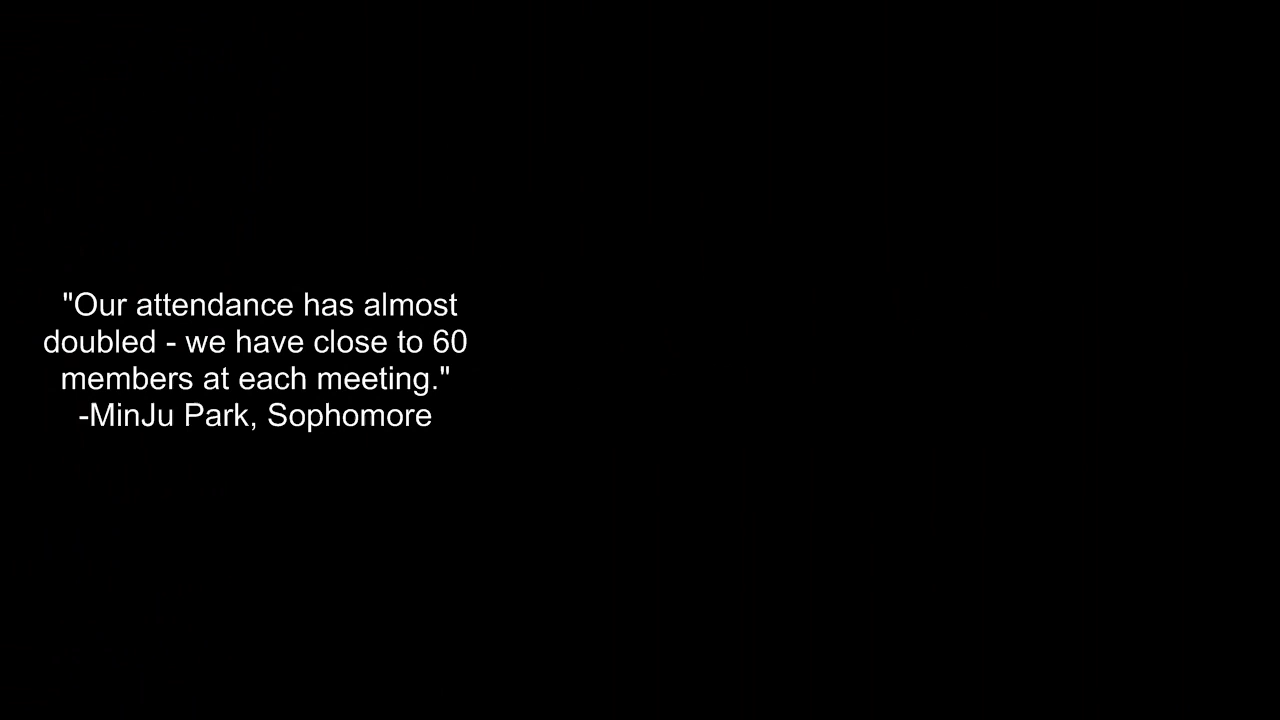 "Our attendance has almost
doubled - we have close to 60
members at each meeting."
-MinJu Park, Sophomore